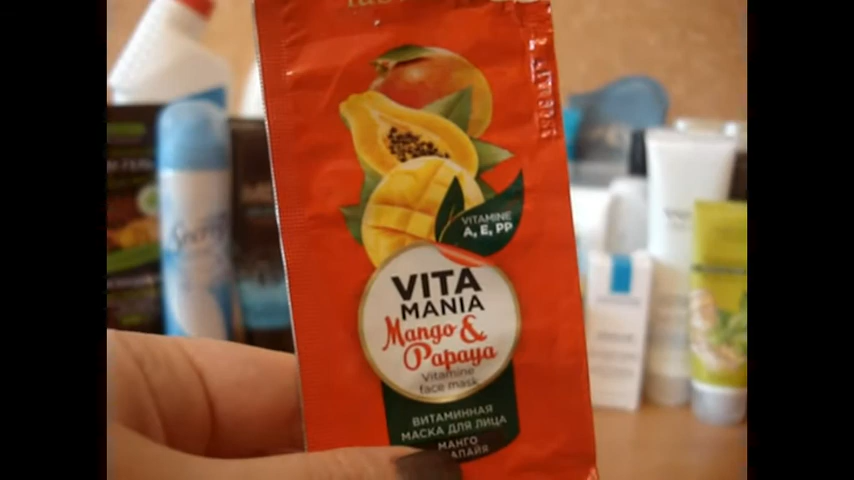 VITAMINE
A, E, PP
VITA
MANIA
Mango &
Papaya
Vitamine
face mask
ВИТАМИННАЯ
МАСКА ДЛЯ ЛИЦА
МАНГО